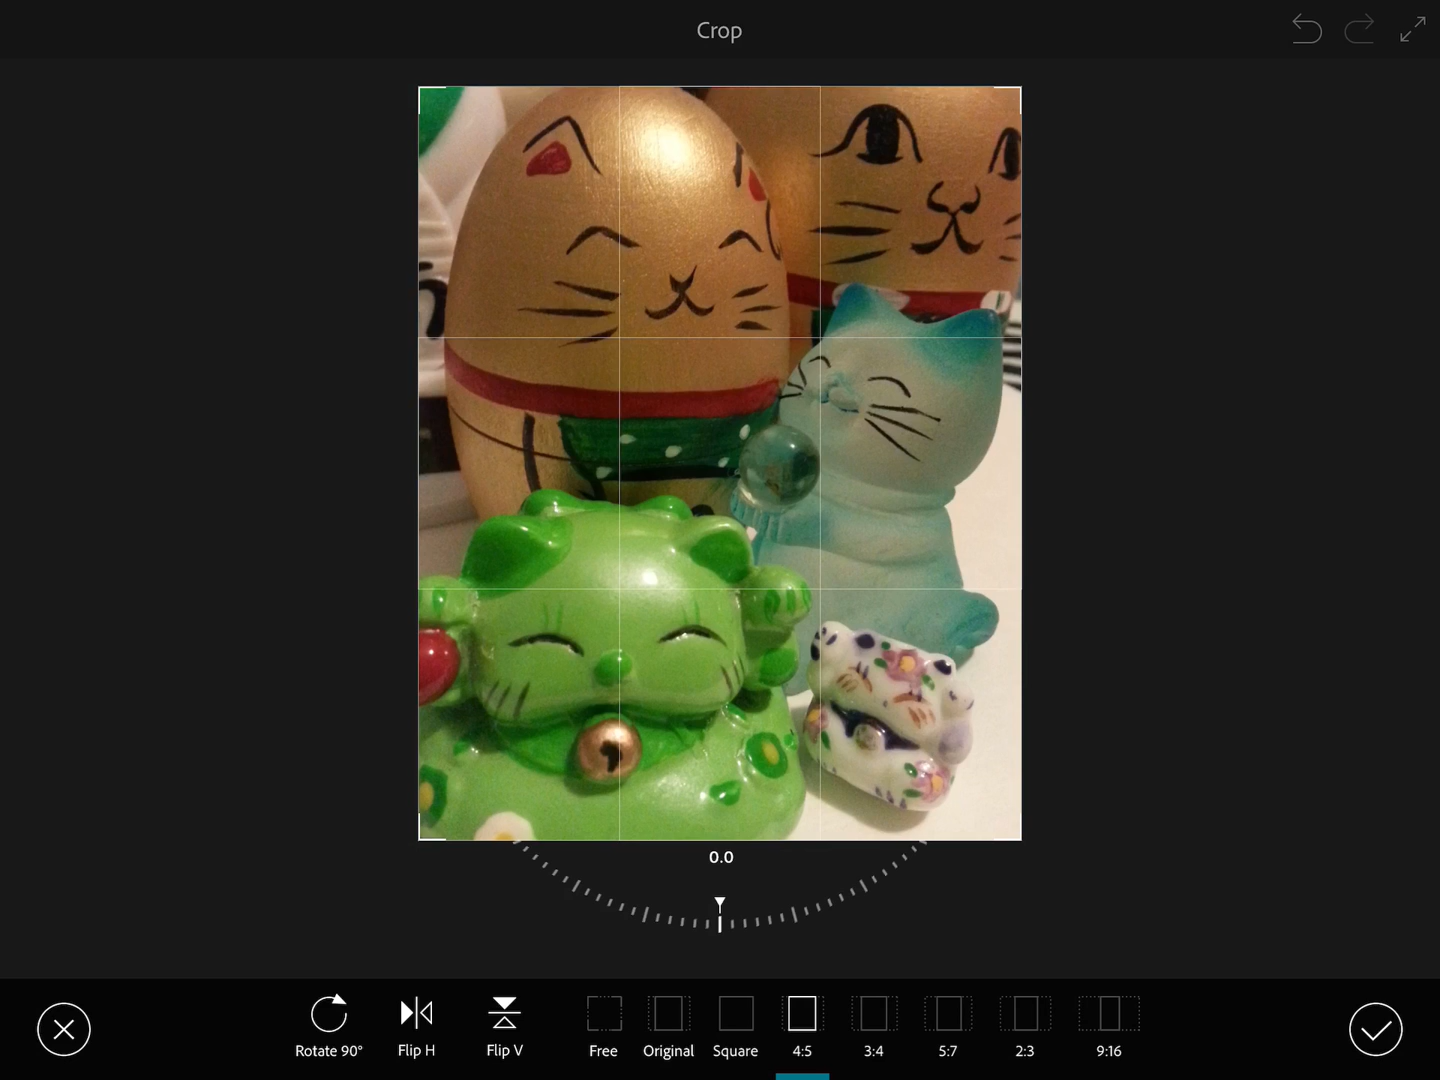 Crop
0.0
Rotate 90°
Flip H
Flip V
Free
Original
Square
4:5
3:4
5:7
2:3
9:16